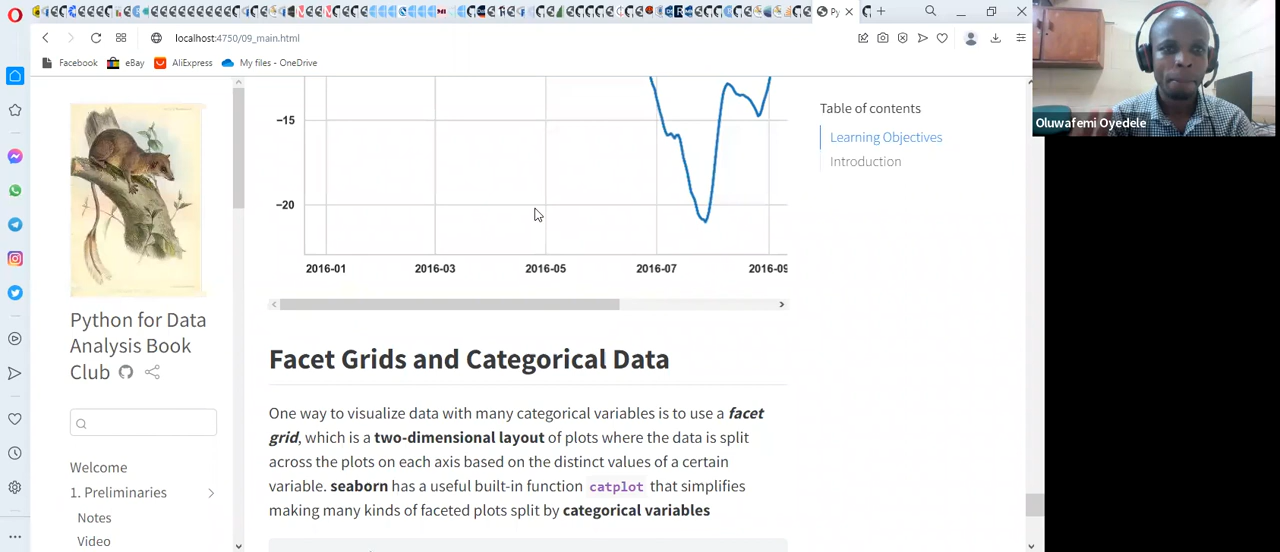 Py
localhost:4750/09_main.html
Facebook
eBay
AliExpress
My files - OneDrive
Oluwafemi Oyedele
−15
−20
2016-01
2016-03
2016-05
2016-07
2016-09
Table of contents
Learning Objectives
Introduction
Python for Data
Analysis Book
Club
Welcome
1. Preliminaries
Notes
Video
Facet Grids and Categorical Data
One way to visualize data with many categorical variables is to use a facet
grid, which is a two-dimensional layout of plots where the data is split
across the plots on each axis based on the distinct values of a certain
variable. seaborn has a useful built-in function catplot that simplifies
making many kinds of faceted plots split by categorical variables